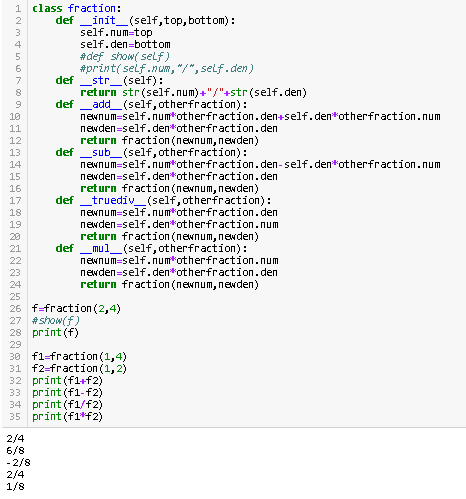 1 class fraction:
2     def __init__(self,top,bottom):
3         self.num=top
4         self.den=bottom
5         #def show(self)
6         #print(self.num,"/",self.den)
7     def __str__(self):
8         return str(self.num)+"/"+str(self.den)
9     def __add__(self,otherfraction):
10         newnum=self.num*otherfraction.den+self.den*otherfraction.num
11         newden=self.den*otherfraction.den
12         return fraction(newnum,newden)
13     def __sub__(self,otherfraction):
14         newnum=self.num*otherfraction.den-self.den*otherfraction.num
15         newden=self.den*otherfraction.den
16         return fraction(newnum,newden)
17     def __truediv__(self,otherfraction):
18         newnum=self.num*otherfraction.den
19         newden=self.den*otherfraction.num
20         return fraction(newnum,newden)
21     def __mul__(self,otherfraction):
22         newnum=self.num*otherfraction.num
23         newden=self.den*otherfraction.den
24         return fraction(newnum,newden)
25
26 f=fraction(2,4)
27 #show(f)
28 print(f)
29
30 f1=fraction(1,4)
31 f2=fraction(1,2)
32 print(f1+f2)
33 print(f1-f2)
34 print(f1/f2)
35 print(f1*f2)
2/4
6/8
-2/8
2/4
1/8